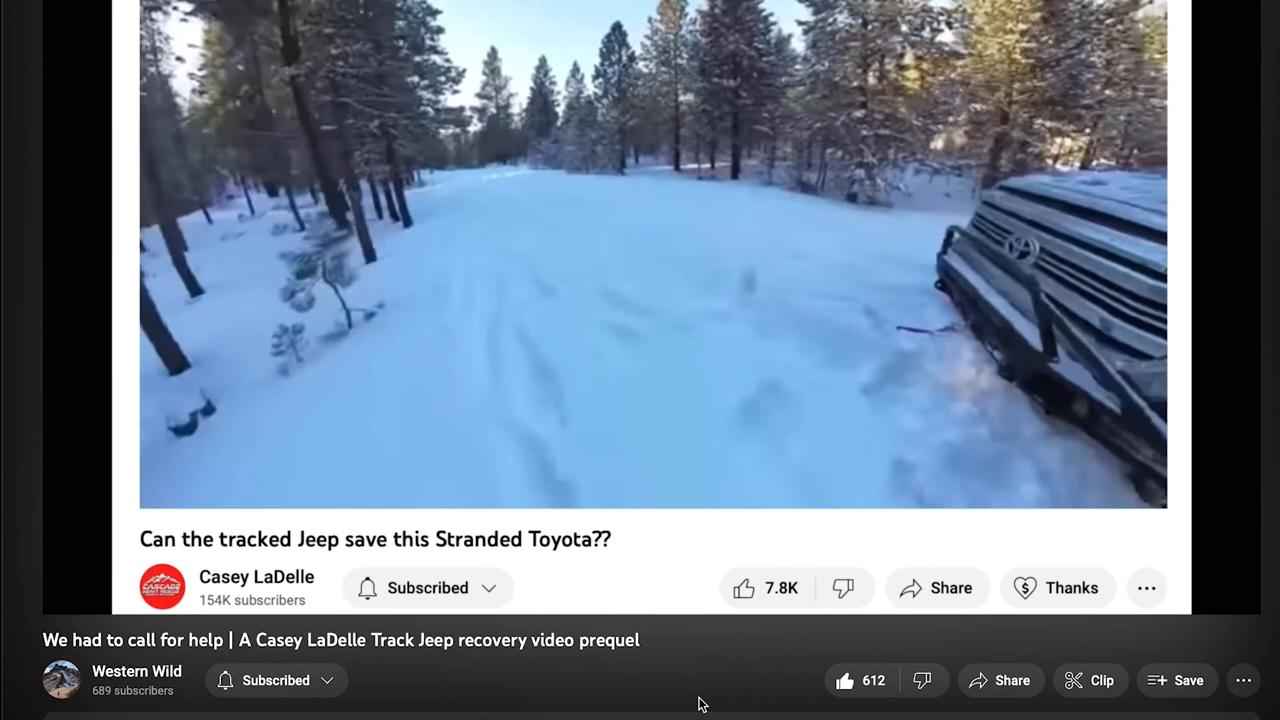 Can the tracked Jeep save this Stranded Toyota??
Casey LaDelle
154K subscribers
Subscribed
7.8K
Share
Thanks
We had to call for help | A Casey LaDelle Track Jeep recovery video prequel
Western Wild
689 subscribers
Subscribed
612
Share
Clip
Save